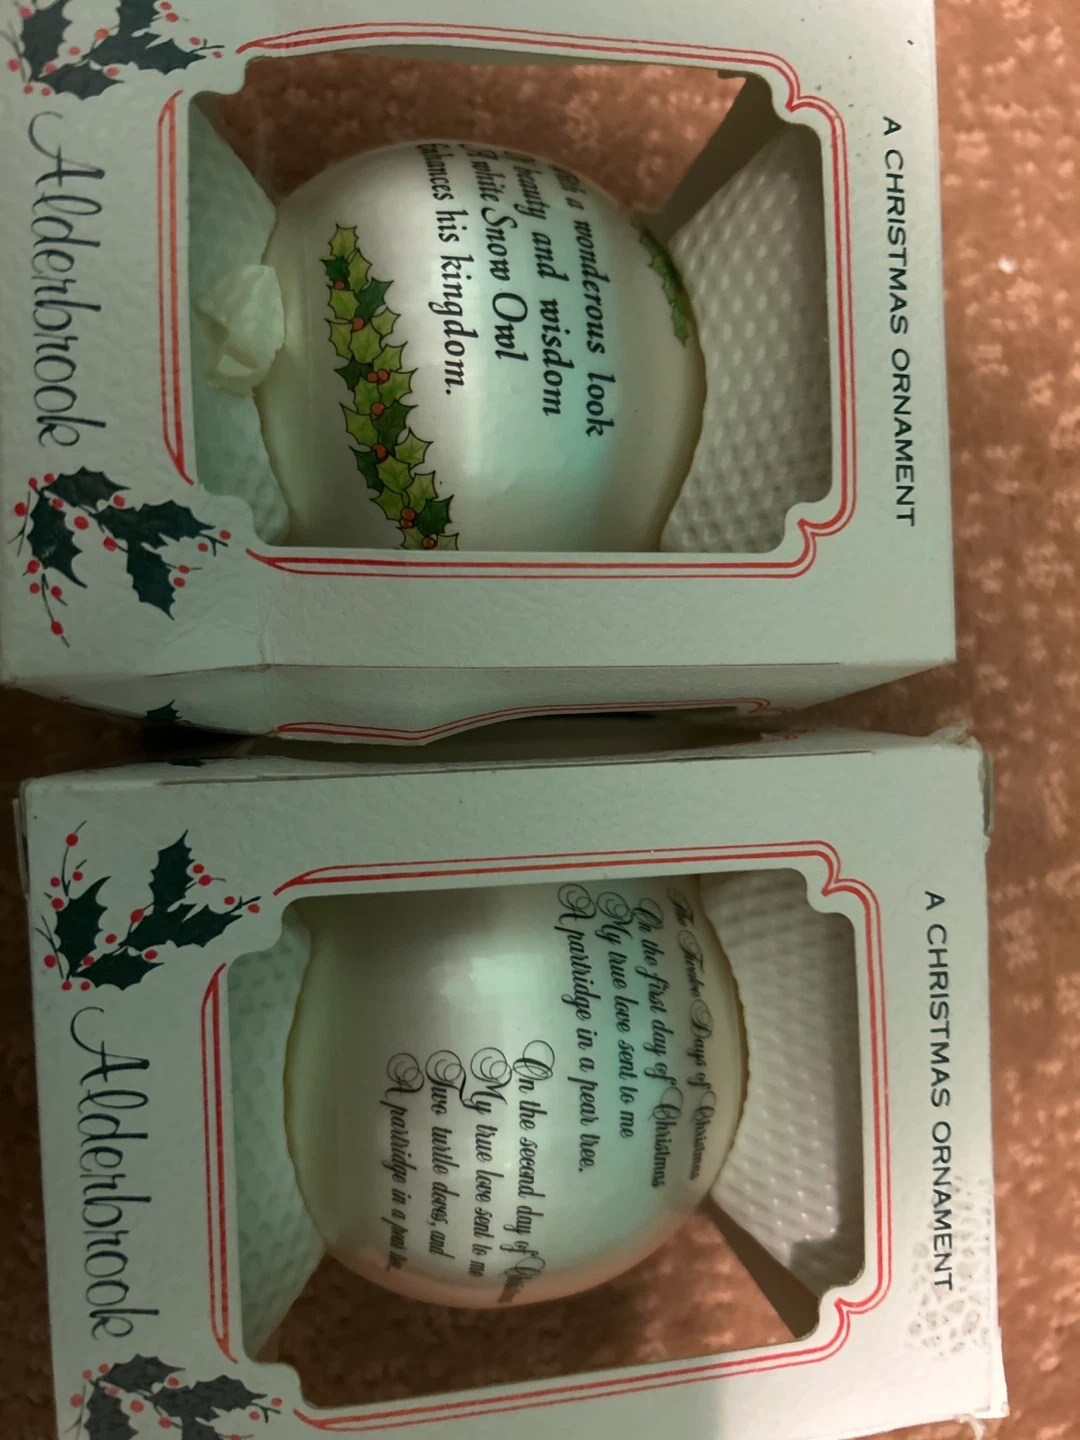 A CHRISTMAS ORNAMENT
a wonderous look
beauty and wisdom
A white Snow Owl
Enhances his kingdom.
Alderbrook
A CHRISTMAS ORNAMENT
The Twelve Days of Christmas
On the first day of Christmas
My true love sent to me
A partridge in a pear tree.
On the second day of
My true love sent to me
Two turtle doves, and
A partridge in a pear
Alderbrook